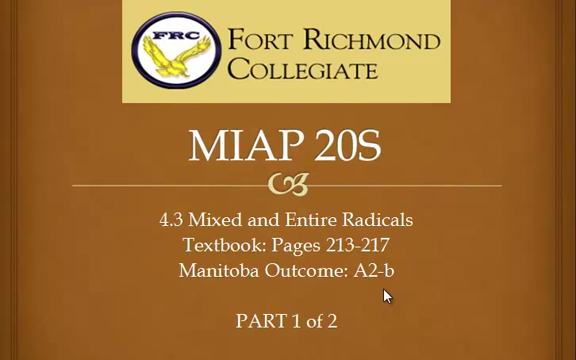 FRC
FORT RICHMOND
COLLEGIATE
MIAP 20S
4.3 Mixed and Entire Radicals
Textbook: Pages 213-217
Manitoba Outcome: A2-b
PART 1 of 2